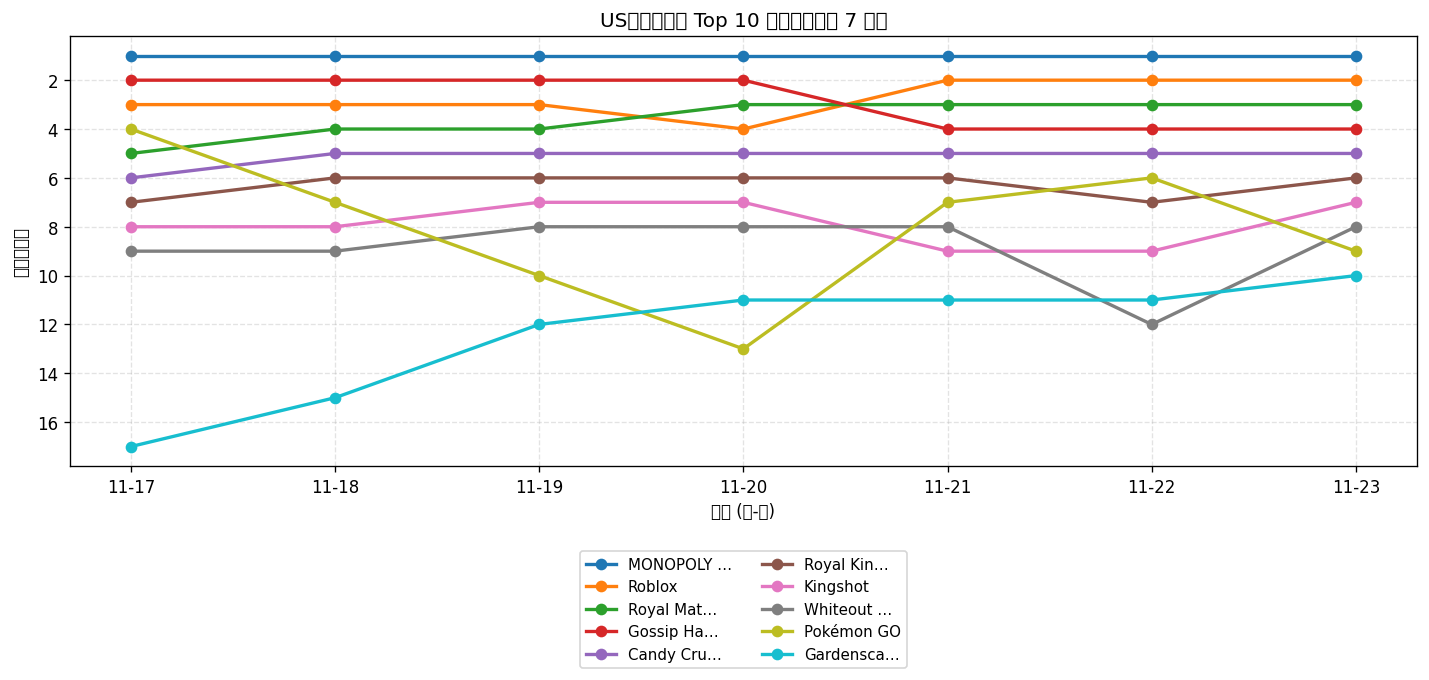 US Top 10 7
2
4
6
8
10
12
14
16
11-17
11-18
11-19
11-20
11-21
11-22
11-23
(-)
MONOPOLY ...
Roblox
Royal Mat...
Gossip Ha...
Candy Cru...
Royal Kin...
Kingshot
Whiteout ...
Pokémon GO
Gardensca...